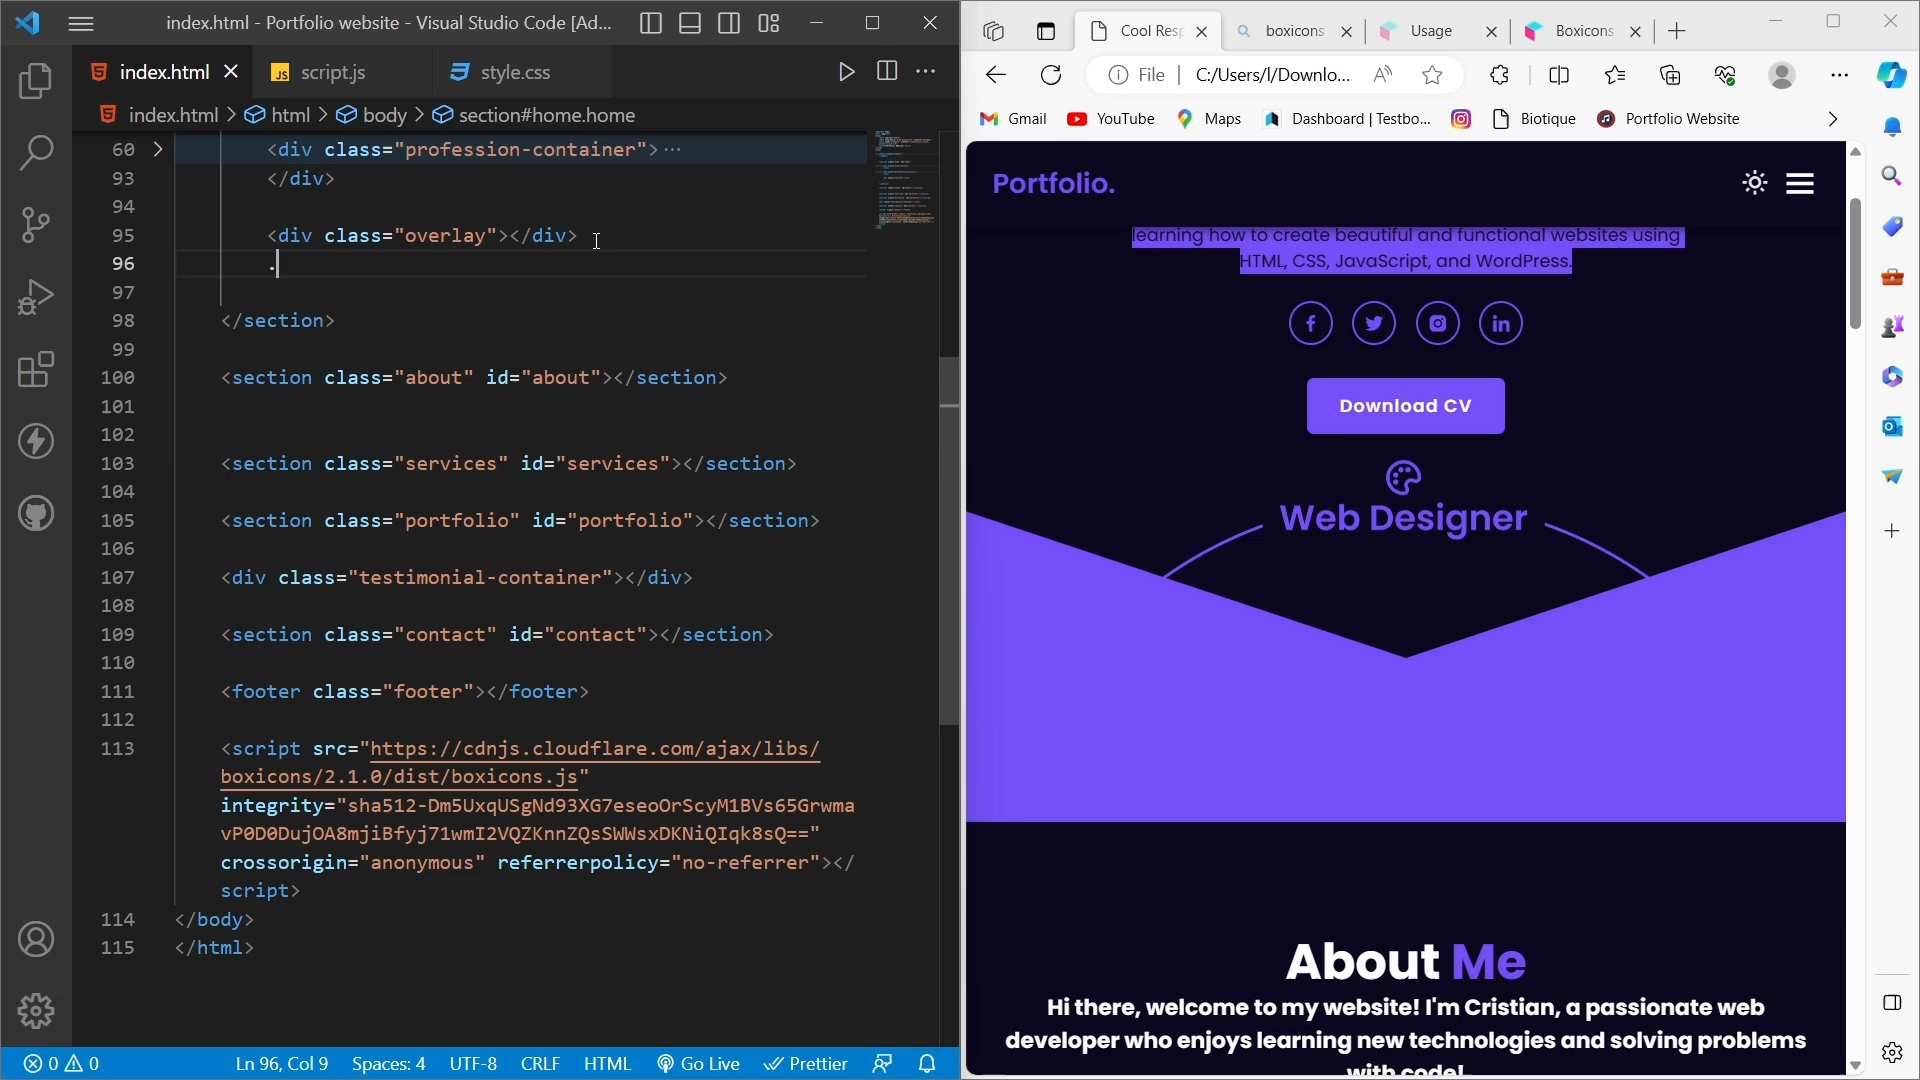 index.html - Portfolio website - Visual Studio Code [Ad...
index.html
script.js
style.css
index.html > html > body > section#home.home
60 <div class="profession-container"> ...
93 </div>
94
95 <div class="overlay"></div>
96 .
97
98 </section>
99
100 <section class="about" id="about"></section>
101
102
103 <section class="services" id="services"></section>
104
105 <section class="portfolio" id="portfolio"></section>
106
107 <div class="testimonial-container"></div>
108
109 <section class="contact" id="contact"></section>
110
111 <footer class="footer"></footer>
112
113 <script src="https://cdnjs.cloudflare.com/ajax/libs/
boxicons/2.1.0/dist/boxicons.js"
integrity="sha512-Dm5UxqUSgNd93XG7eseoOrScyM1BVs65Grwma
vP0D0DujOA8mjiBfyj71wmI2VQZKnnZQsSWWsxDKNiQIqk8sQ=="
crossorigin="anonymous" referrerpolicy="no-referrer"></
script>
114 </body>
115 </html>
0 0
Ln 96, Col 9
Spaces: 4
UTF-8
CRLF
HTML
Go Live
Prettier
Cool Resp
boxicons
Usage
Boxicons
File
C:/Users/l/Downlo...
Gmail
YouTube
Maps
Dashboard | Testbo...
Biotique
Portfolio Website
Portfolio.
learning how to create beautiful and functional websites using
HTML, CSS, JavaScript, and WordPress.
Download CV
Web Designer
About Me
Hi there, welcome to my website! I'm Cristian, a passionate web
developer who enjoys learning new technologies and solving problems
with code!